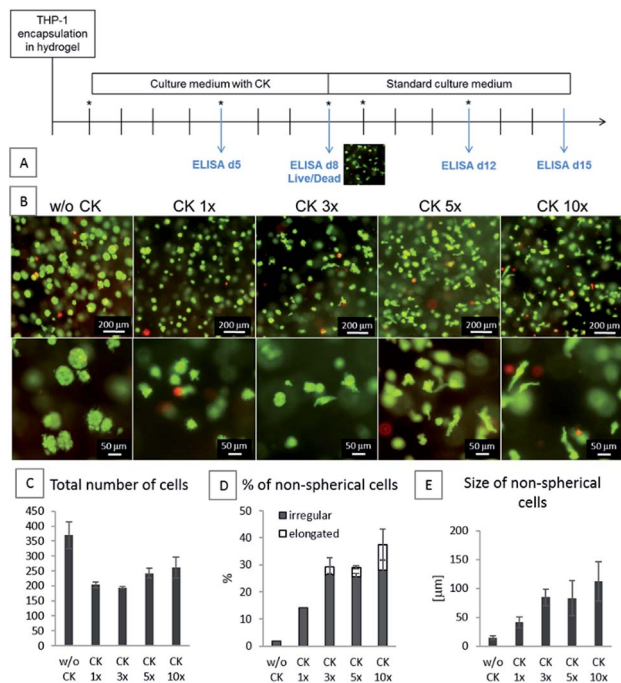 THP-1
encapsulation
in hydrogel
Culture medium with CK
Standard culture medium
* * * * *
A
ELISA d5
ELISA d8
Live/Dead
ELISA d12
ELISA d15
B
w/o CK
CK 1x
CK 3x
CK 5x
CK 10x
200 µm
200 µm
200 µm
200 µm
200 µm
50 µm
50 µm
50 µm
50 µm
50 µm
C
Total number of cells
450
400
350
300
250
200
150
100
50
0
w/o CK
CK 1x
CK 3x
CK 5x
CK 10x
D
% of non-spherical cells
%
50
40
30
20
10
0
irregular
elongated
w/o CK
CK 1x
CK 3x
CK 5x
CK 10x
E
Size of non-spherical
cells
[µm]
200
150
100
50
0
w/o CK
CK 1x
CK 3x
CK 5x
CK 10x